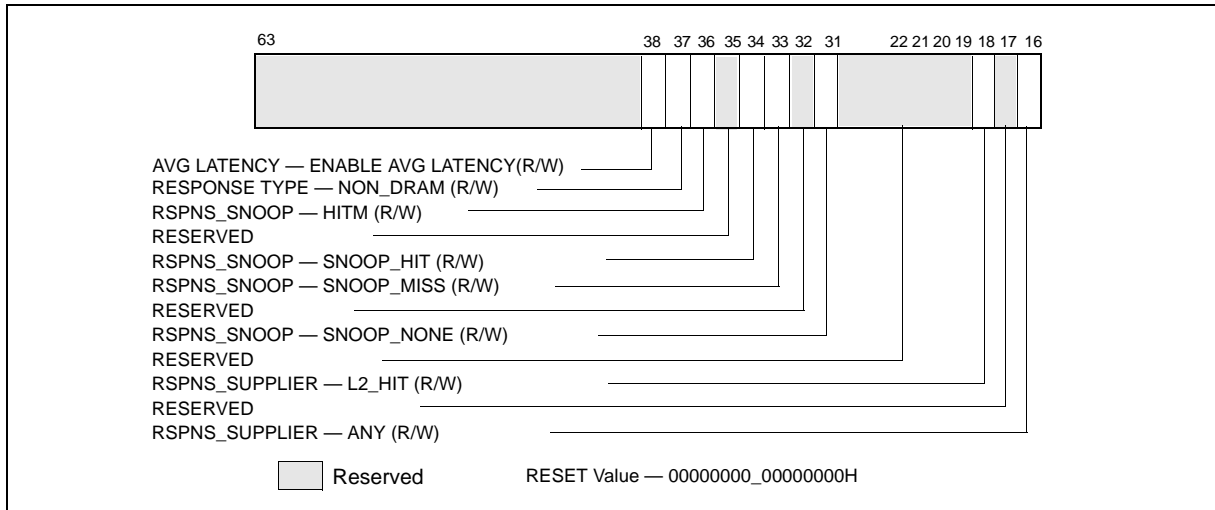 63 38 37 36 35 34 33 32 31 22 21 20 19 18 17 16
AVG LATENCY — ENABLE AVG LATENCY(R/W)
RESPONSE TYPE — NON_DRAM (R/W)
RSPNS_SNOOP — HITM (R/W)
RESERVED
RSPNS_SNOOP — SNOOP_HIT (R/W)
RSPNS_SNOOP — SNOOP_MISS (R/W)
RESERVED
RSPNS_SNOOP — SNOOP_NONE (R/W)
RESERVED
RSPNS_SUPPLIER — L2_HIT (R/W)
RESERVED
RSPNS_SUPPLIER — ANY (R/W)
Reserved RESET Value — 00000000_00000000H